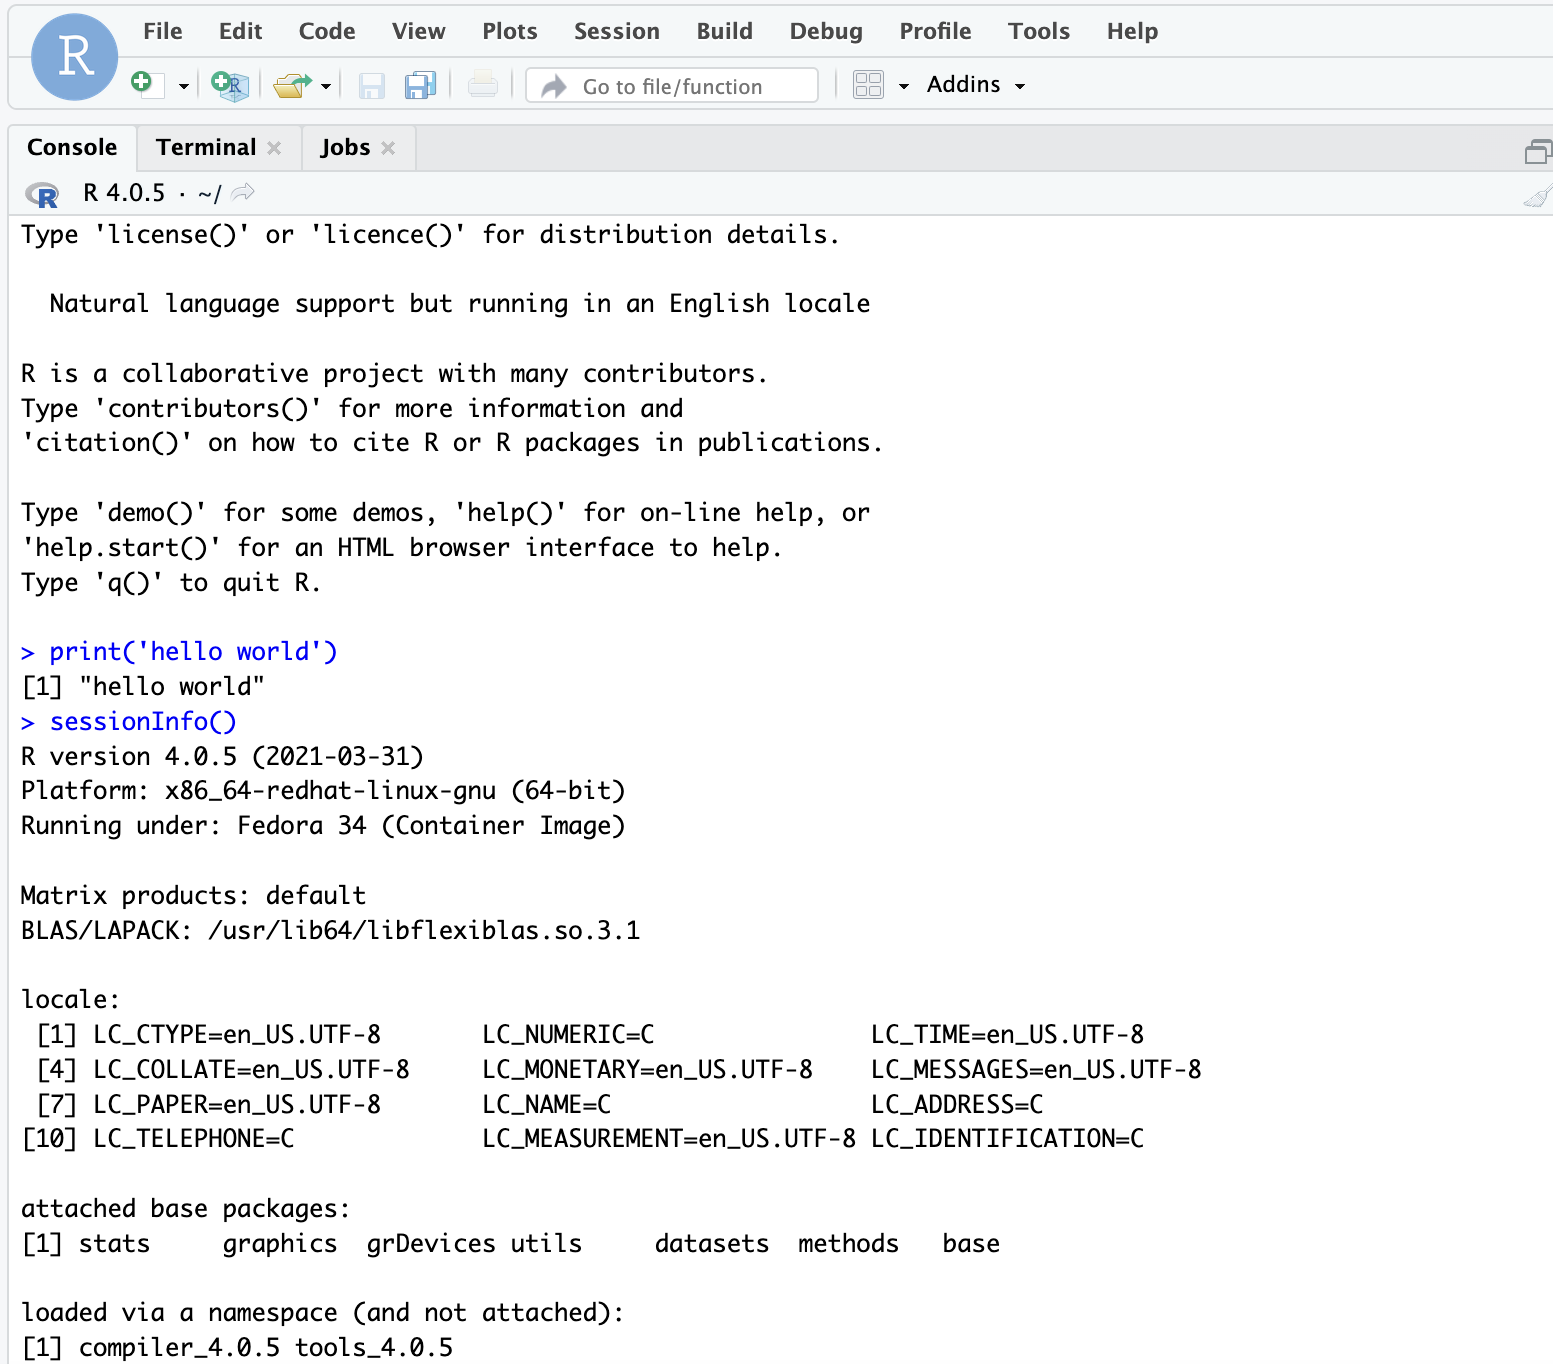 R
File Edit Code View Plots Session Build Debug Profile Tools Help
R Go to file/function Addins
Console Terminal Jobs
R R 4.0.5 · ~/
Type 'license()' or 'licence()' for distribution details.

  Natural language support but running in an English locale

R is a collaborative project with many contributors.
Type 'contributors()' for more information and
'citation()' on how to cite R or R packages in publications.

Type 'demo()' for some demos, 'help()' for on-line help, or
'help.start()' for an HTML browser interface to help.
Type 'q()' to quit R.

> print('hello world')
[1] "hello world"
> sessionInfo()
R version 4.0.5 (2021-03-31)
Platform: x86_64-redhat-linux-gnu (64-bit)
Running under: Fedora 34 (Container Image)

Matrix products: default
BLAS/LAPACK: /usr/lib64/libflexiblas.so.3.1

locale:
 [1] LC_CTYPE=en_US.UTF-8       LC_NUMERIC=C               LC_TIME=en_US.UTF-8
 [4] LC_COLLATE=en_US.UTF-8     LC_MONETARY=en_US.UTF-8    LC_MESSAGES=en_US.UTF-8
 [7] LC_PAPER=en_US.UTF-8       LC_NAME=C                  LC_ADDRESS=C
[10] LC_TELEPHONE=C             LC_MEASUREMENT=en_US.UTF-8 LC_IDENTIFICATION=C

attached base packages:
[1] stats     graphics  grDevices utils     datasets  methods   base

loaded via a namespace (and not attached):
[1] compiler_4.0.5 tools_4.0.5